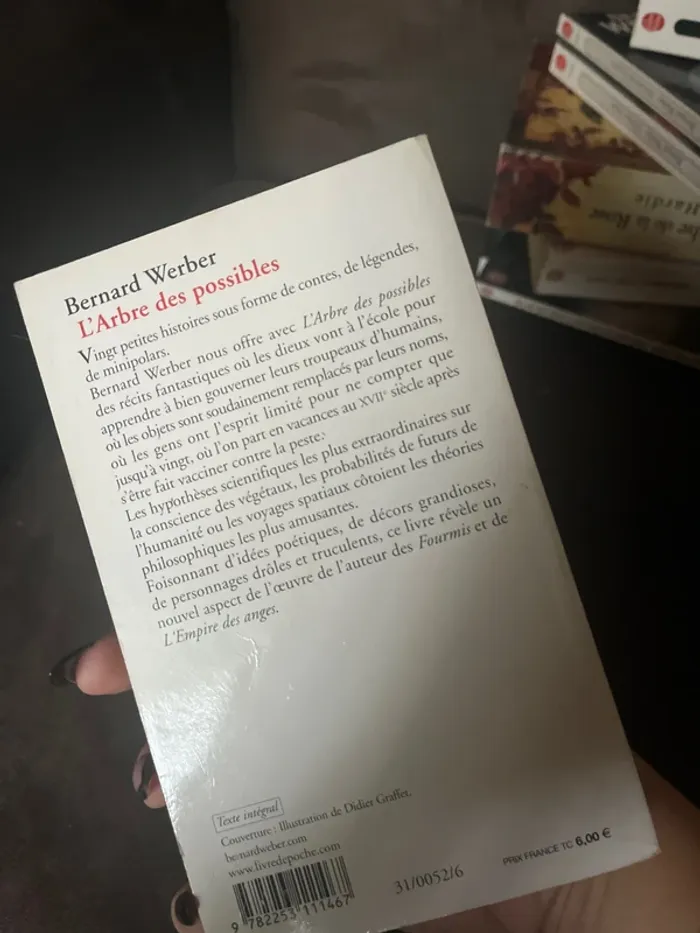 Bernard Werber
L'Arbre des possibles
Vingt petites histoires sous forme de contes, de légendes,
de minipolars.
Bernard Werber nous offre avec L'Arbre des possibles
des récits fantastiques où les dieux vont à l'école pour
apprendre à bien gouverner leurs troupeaux d'humains,
où les objets sont soudainement remplacés par leurs noms,
où les gens ont l'esprit limité pour ne compter que
jusqu'à vingt, où l'on part en vacances au XVIIe siècle après
s'être fait vacciner contre la peste.
Les hypothèses scientifiques les plus extraordinaires sur
la conscience des végétaux, les probabilités de futurs de
l'humanité ou les voyages spatiaux côtoient les théories
philosophiques les plus amusantes.
Foisonnant d'idées poétiques, de décors grandioses,
de personnages drôles et truculents, ce livre révèle un
nouvel aspect de l'œuvre de l'auteur des Fourmis et de
L'Empire des anges.
Texte intégral
Couverture : Illustration de Didier Graffet.
bernardweber.com
www.livredepoche.com
9 782253 111467
31/0052/6
PRIX FRANCE TC 6,00 €
de la Rose
Hardie